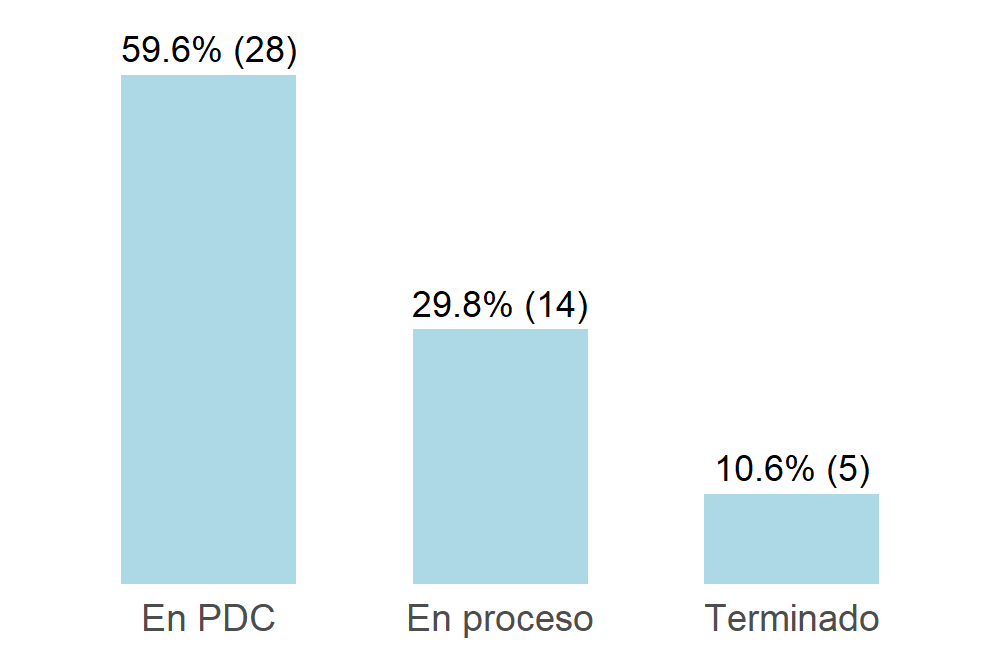 59.6% (28)
29.8% (14)
10.6% (5)
En PDC
En proceso
Terminado